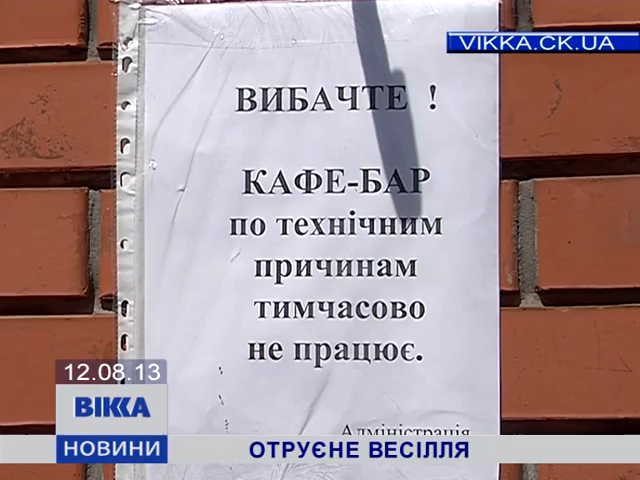 VIKKA.CK.UA
ВИБАЧТЕ !
КАФЕ-БАР
по технічним
причинам
тимчасово
не працює.
Адміністрація
12.08.13
ВІККА
НОВИНИ
ОТРУЄНЕ ВЕСІЛЛЯ